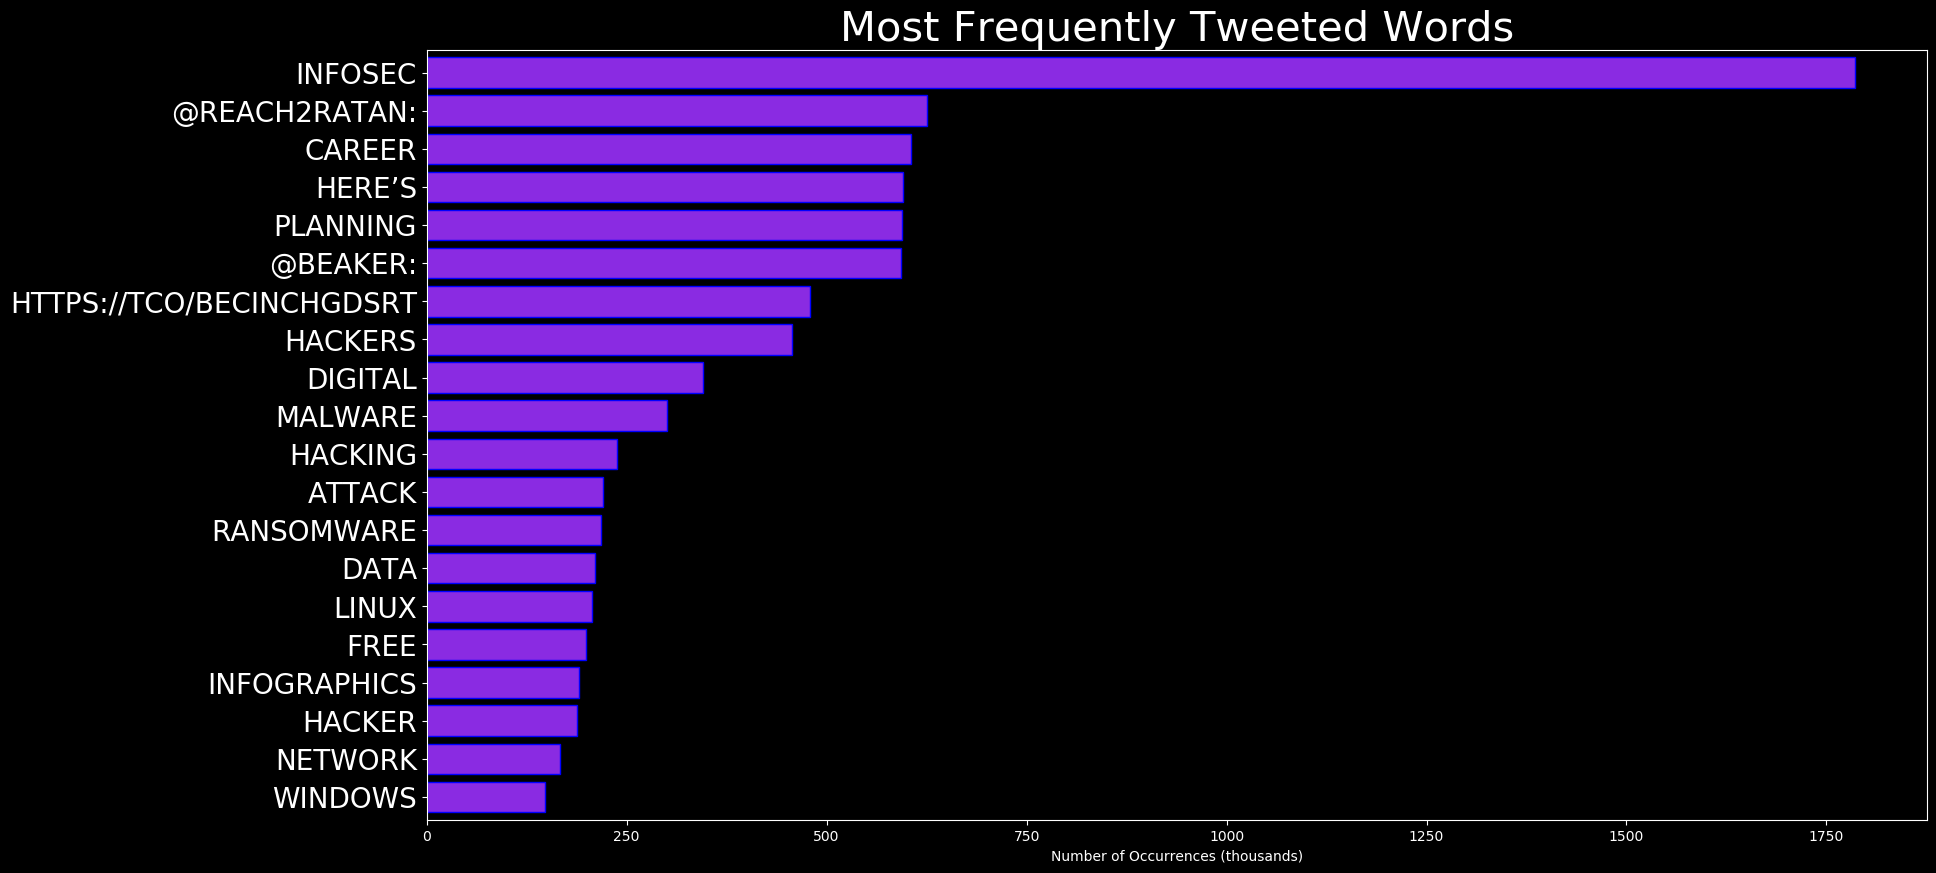 Most Frequently Tweeted Words
INFOSEC
@REACH2RATAN:
CAREER
HERE’S
PLANNING
@BEAKER:
HTTPS://TCO/BECINCHGDSRT
HACKERS
DIGITAL
MALWARE
HACKING
ATTACK
RANSOMWARE
DATA
LINUX
FREE
INFOGRAPHICS
HACKER
NETWORK
WINDOWS
0 250 500 750 1000 1250 1500 1750
Number of Occurrences (thousands)